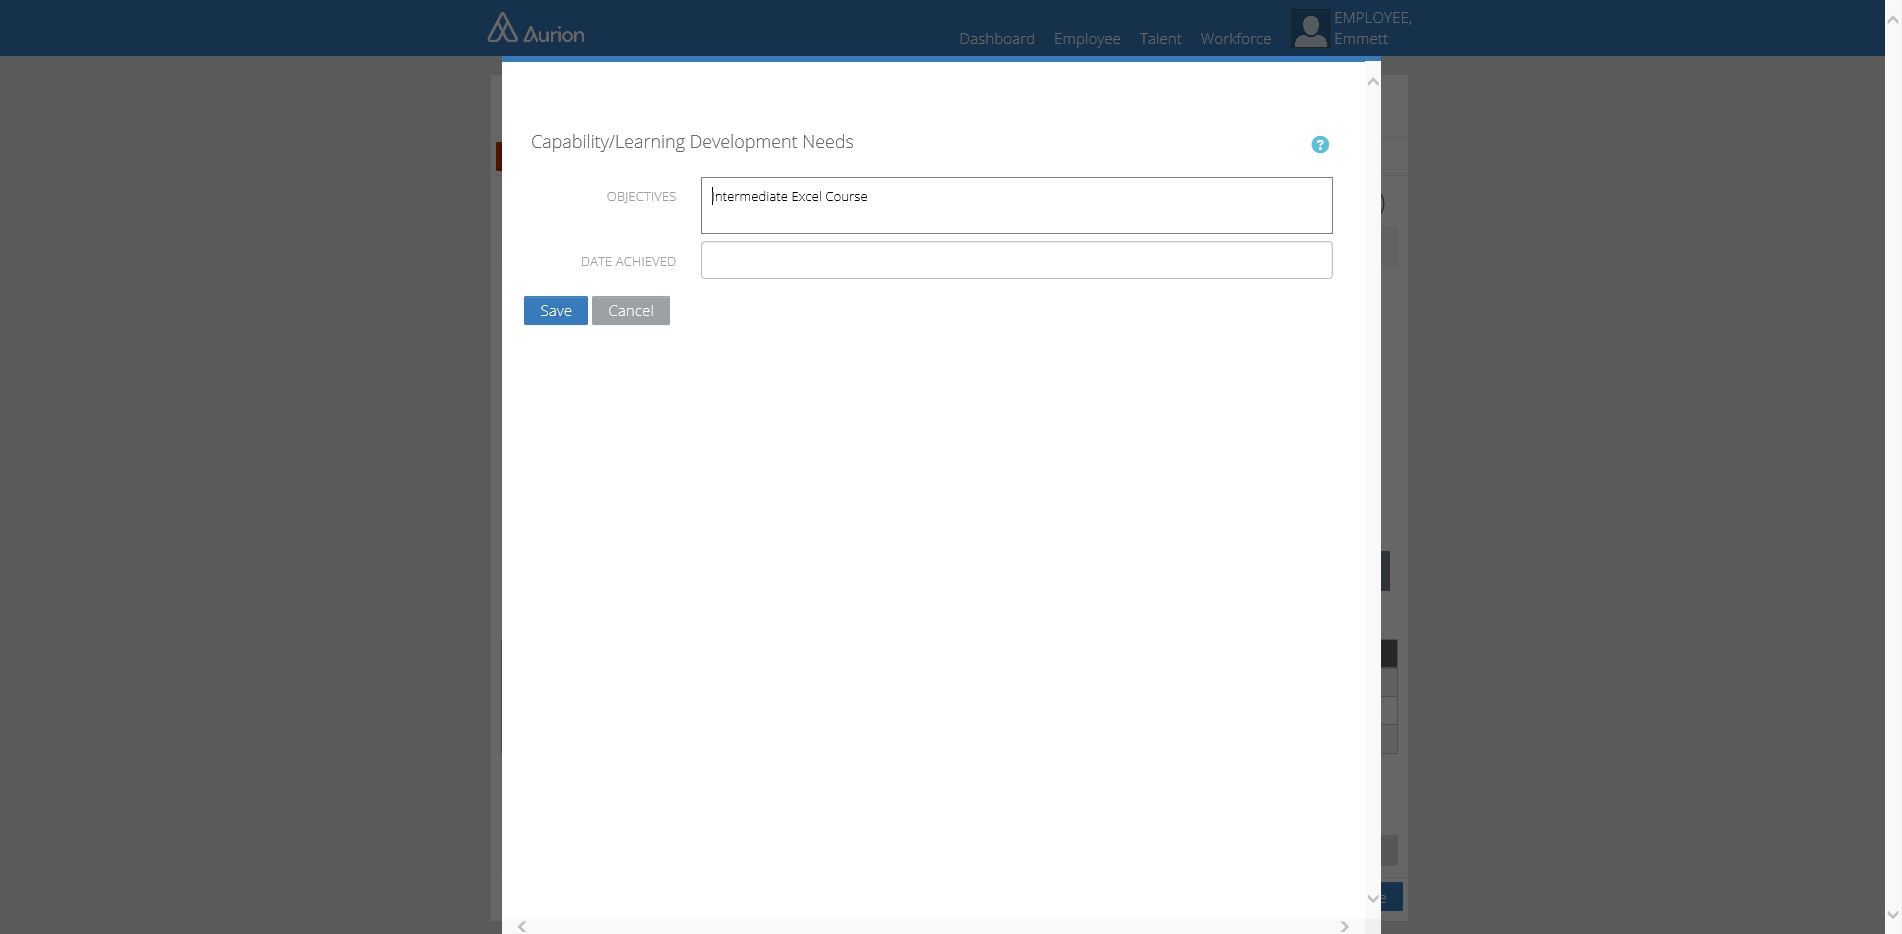 Aurion
Dashboard Employee Talent Workforce
EMPLOYEE,
Emmett
Capability/Learning Development Needs
?
OBJECTIVES
Intermediate Excel Course
DATE ACHIEVED
Save Cancel